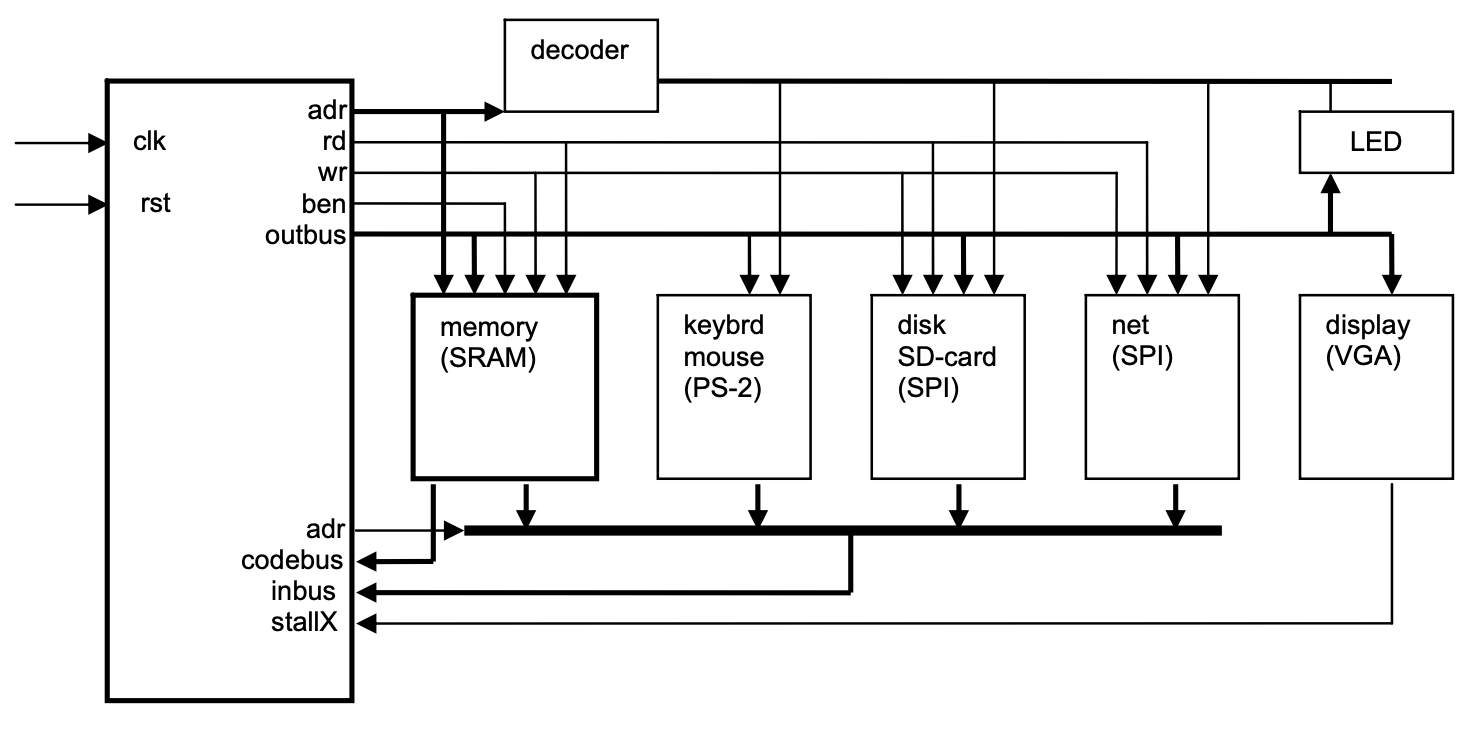 decoder
adr
clk
rd
LED
wr
rst
ben
outbus
memory
(SRAM)
keybrd
mouse
(PS-2)
disk
SD-card
(SPI)
net
(SPI)
display
(VGA)
adr
codebus
inbus
stallX